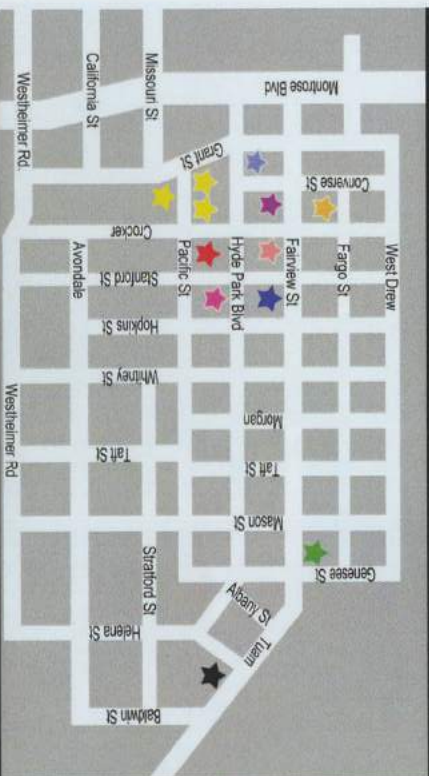 Montrose Blvd
Missouri St
California St
Westheimer Rd.
Grant St
Converse St
Crocker
Avondale
Stanford St
Pacific St
Hyde Park Blvd
Fairview St
Fargo St
West Drew
Hopkins St
Whitney St
Westheimer Rd
Morgan
Taft St
Taft St
Mason St
Genesee St
Stratford St
Albany St
Tuam
Helena St
Baldwin St